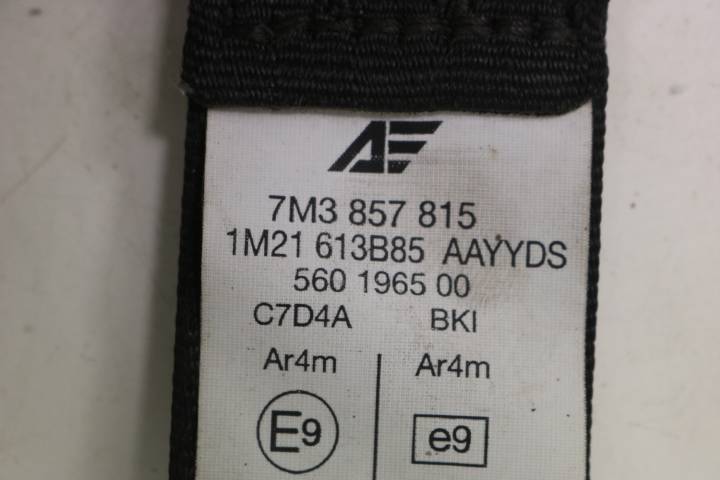 AE
7M3 857 815
1M21 613B85 AAYYDS
560 1965 00
C7D4A BKI
Ar4m Ar4m
E9 e9